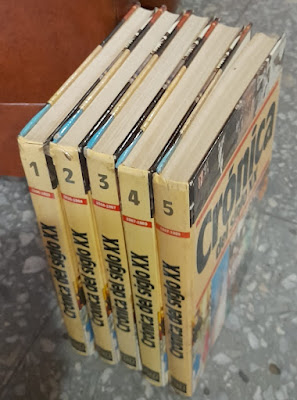 1
Crónica del siglo XX
2
Crónica del siglo XX
3
Crónica del siglo XX
4
Crónica del siglo XX
5
Crónica del siglo XX
Crónica